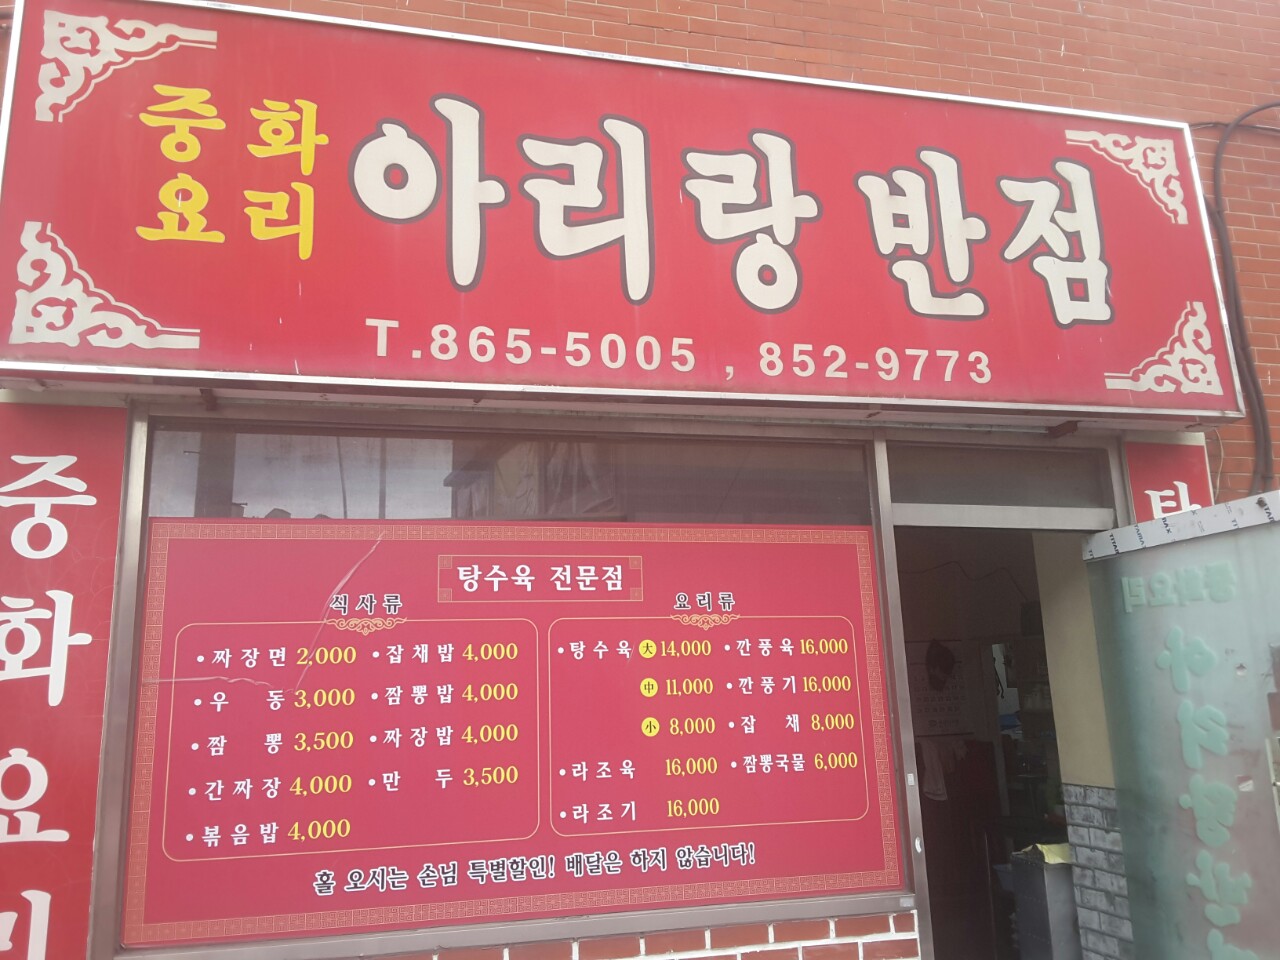 중화
요리
아리랑 반점
T.865-5005 , 852-9773
중화요리
탕
탕수육 전문점
식사류
• 짜장면 2,000 • 잡채밥 4,000
• 우 동 3,000 • 짬뽕밥 4,000
• 짬 뽕 3,500 • 짜장밥 4,000
• 간짜장 4,000 • 만 두 3,500
• 볶음밥 4,000
요리류
• 탕수육 大 14,000 • 깐풍육 16,000
中 11,000 • 깐풍기 16,000
小 8,000 • 잡 채 8,000
• 라조육 16,000 • 짬뽕국물 6,000
• 라조기 16,000
홀 오시는 손님 특별할인! 배달은 하지 않습니다!